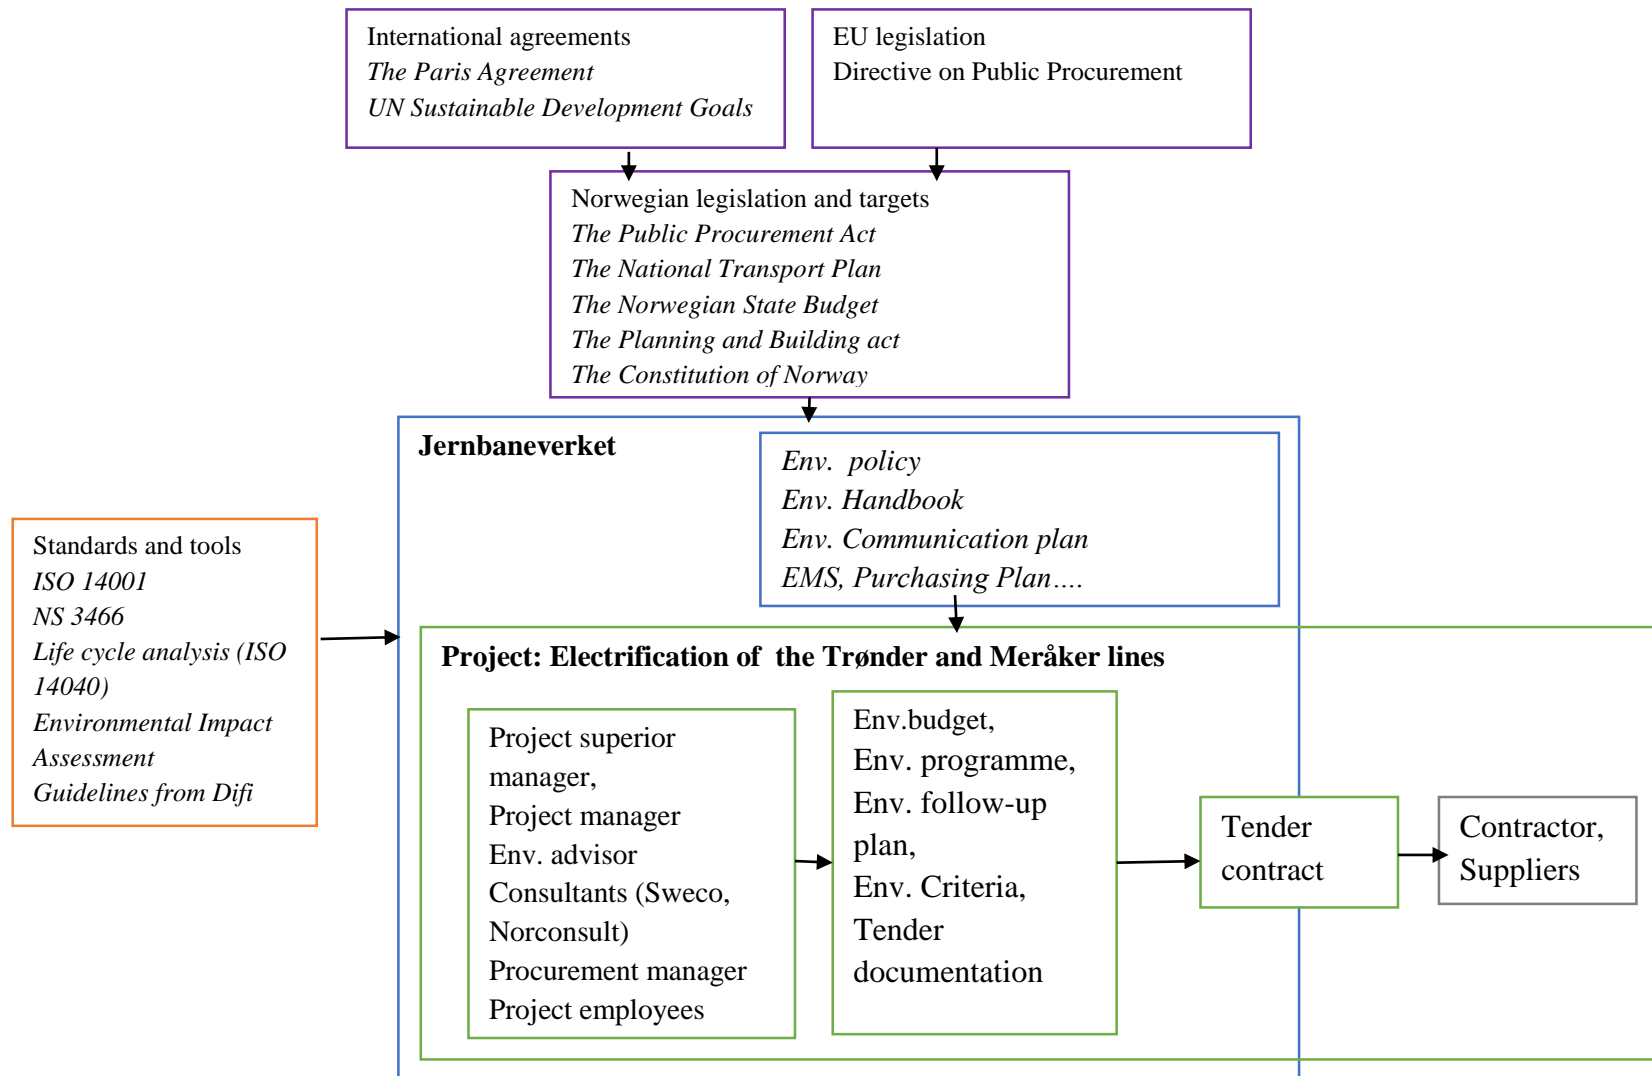 International agreements
The Paris Agreement
UN Sustainable Development Goals
EU legislation
Directive on Public Procurement
Norwegian legislation and targets
The Public Procurement Act
The National Transport Plan
The Norwegian State Budget
The Planning and Building act
The Constitution of Norway
Jernbaneverket
Env.  policy
Env. Handbook
Env. Communication plan
EMS, Purchasing Plan….
Standards and tools
ISO 14001
NS 3466
Life cycle analysis (ISO
14040)
Environmental Impact
Assessment
Guidelines from Difi
Project: Electrification of  the Trønder and Meråker lines
Project superior
manager,
Project manager
Env. advisor
Consultants (Sweco,
Norconsult)
Procurement manager
Project employees
Env.budget,
Env. programme,
Env. follow-up
plan,
Env. Criteria,
Tender
documentation
Tender
contract
Contractor,
Suppliers